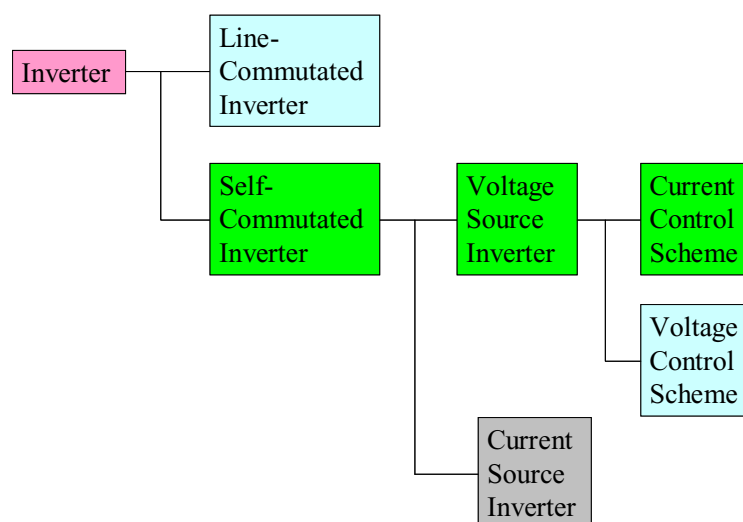 Inverter
Line-
Commutated
Inverter
Self-
Commutated
Inverter
Voltage
Source
Inverter
Current
Control
Scheme
Voltage
Control
Scheme
Current
Source
Inverter